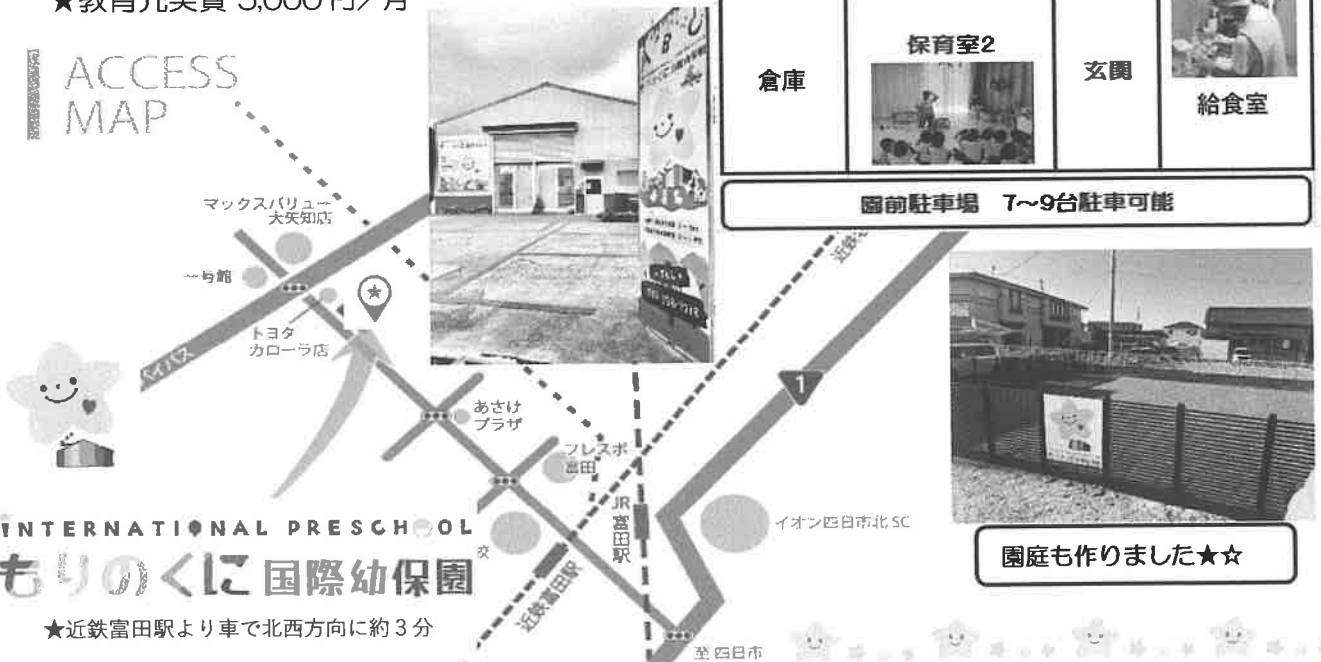 ★教育充実費 3,000円/月
ACCESS
MAP
保育室2
倉庫
玄関
給食室
園前駐車場 7〜9台駐車可能
マックスバリュー
大矢知店
一号館
トヨタ
カローラ店
バイパス
あさけ
プラザ
フレスポ
富田
JR
富田駅
近鉄
1
イオン四日市北SC
校
近鉄富田駅
至四日市
園庭も作りました★☆
INTERNATIONAL PRESCHOOL
もりのくに国際幼保園
★近鉄富田駅より車で北西方向に約3分